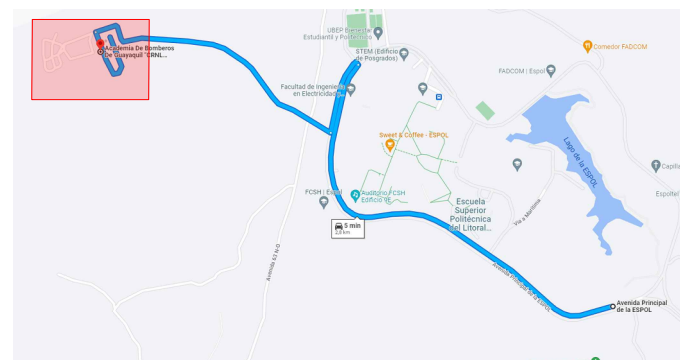 UBEP Bienestar
Estudiantil y Politécnico
STEM (Edificio
de Posgrados)
Comedor FADCOM
Academia De Bomberos
De Guayaquil "CRNL...
FADCOM | Espol
Facultad de Ingeniería
en Electricidad
Sweet & Coffee - ESPOL
Lago de la ESPOL
Capilla
FCSH | Espol
Auditorio FCSH
Edificio 9E
Escuela
Superior
Politécnica
del Litoral...
Vía a Marítima
5 min
2,8 km
Avenida 63 N-O
Avenida Principal de la ESPOL
Avenida Principal
de la ESPOL